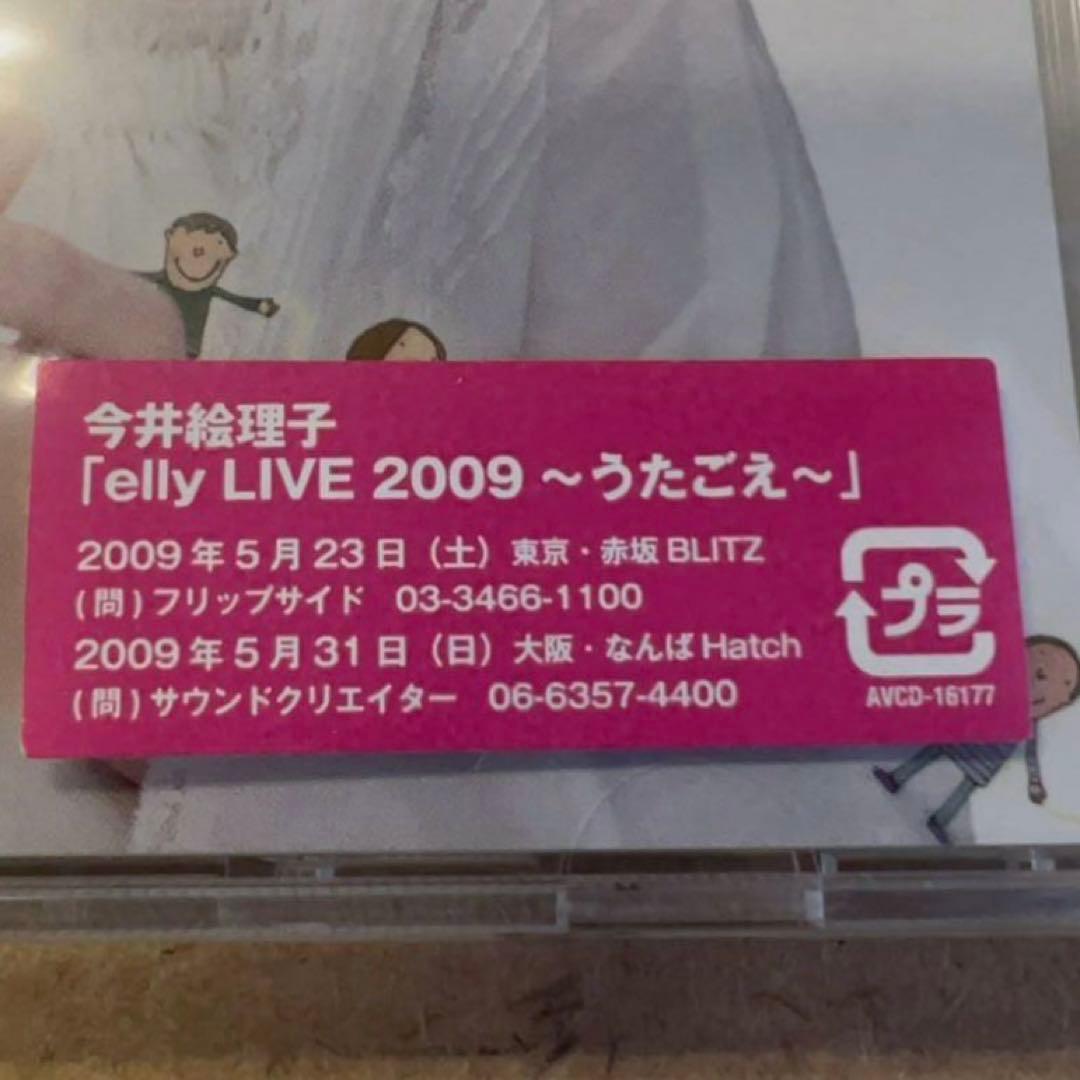 今井絵理子
「elly LIVE 2009 ～うたごえ～」
2009年5月23日（土）東京・赤坂BLITZ
(問)フリップサイド 03-3466-1100
2009年5月31日（日）大阪・なんばHatch
(問)サウンドクリエイター 06-6357-4400
プラ
AVCD-16177